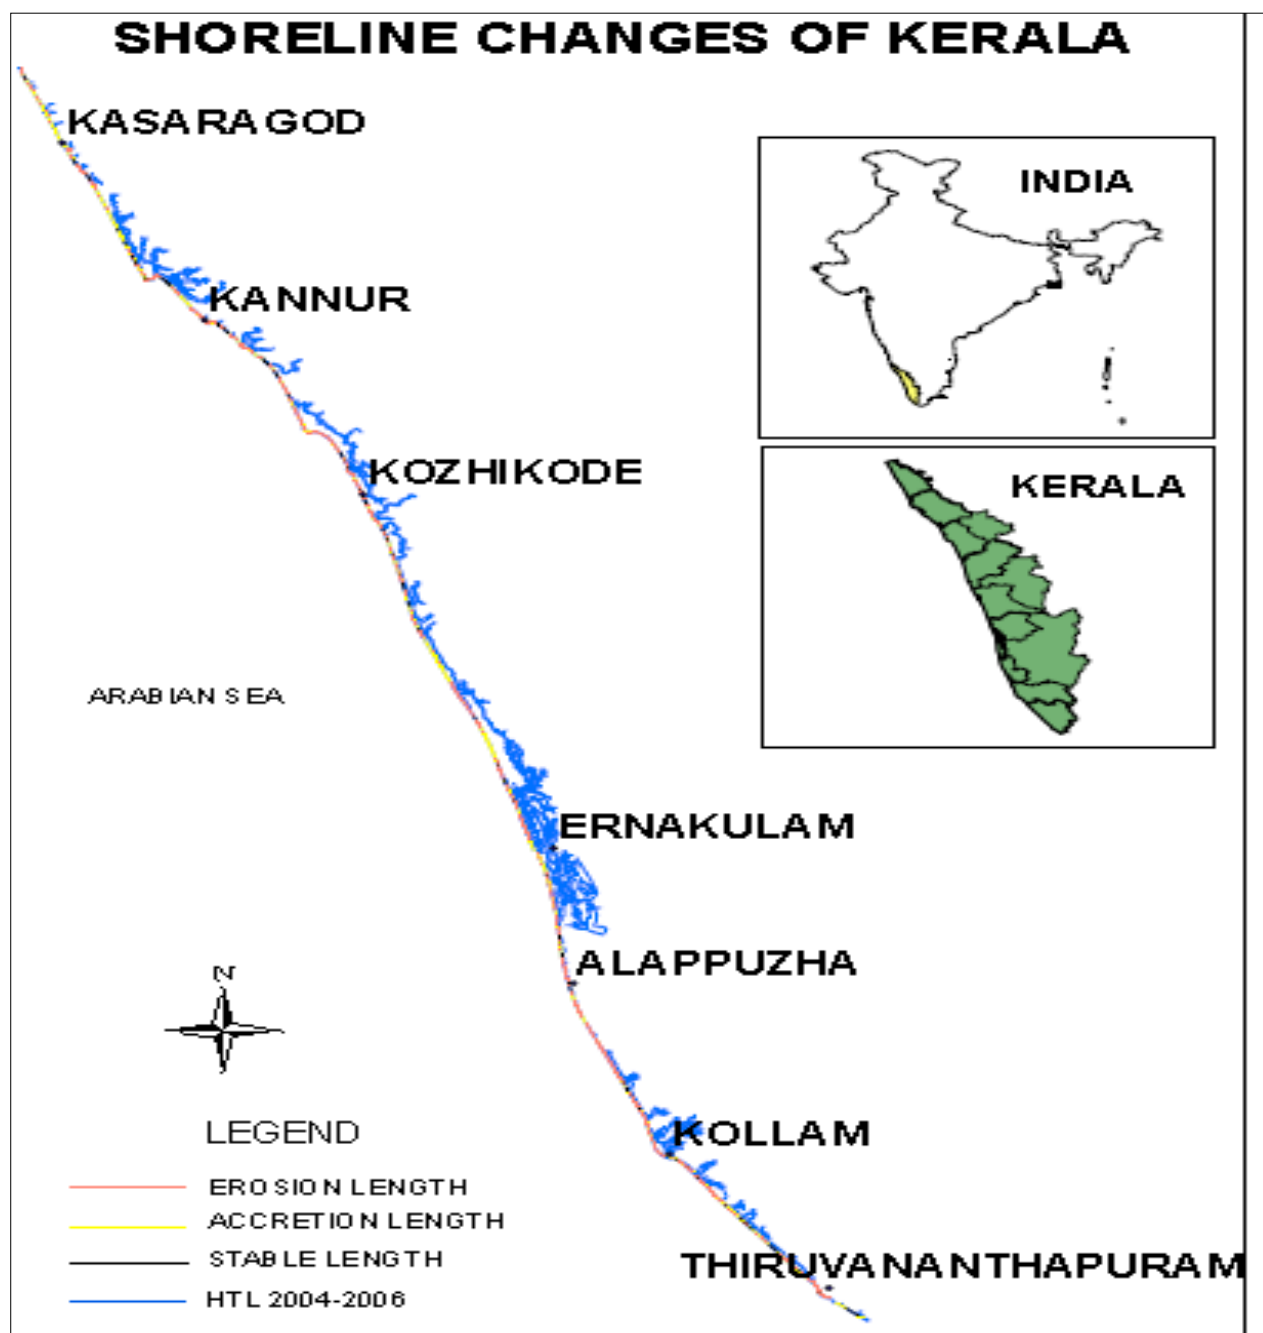 SHORELINE CHANGES OF KERALA
KASARAGOD
INDIA
KANNUR
KOZHIKODE
KERALA
ARABIAN SEA
ERNAKULAM
ALAPPUZHA
N
LEGEND
KOLLAM
EROSION LENGTH
ACCRETION LENGTH
STABLE LENGTH
THIRUVANANTHAPURAM
HTL 2004-2006